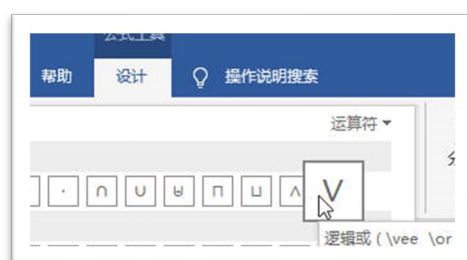 公式工具
帮助 设计 操作说明搜索
运算符
· ∩ ∪ ⊎ ⊓ ⊔ ∧ ∨
逻辑或 ( \vee \or